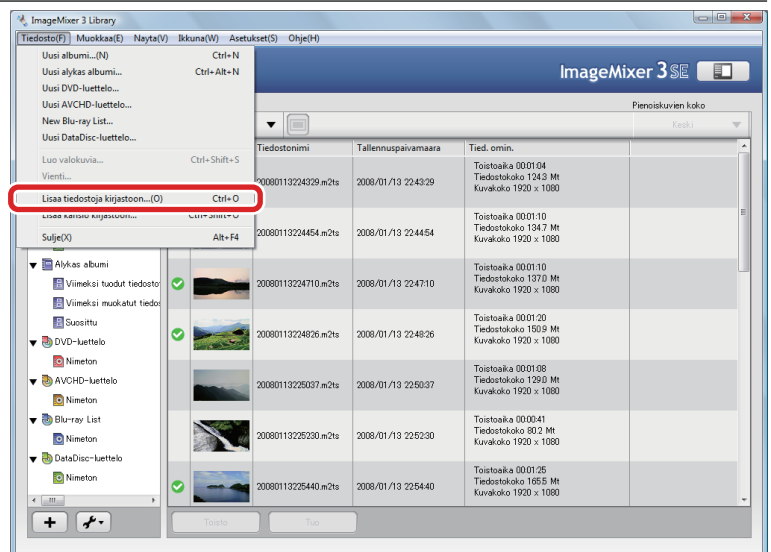 ImageMixer 3 Library
Tiedosto(F) Muokkaa(E) Nayta(V) Ikkuna(W) Asetukset(S) Ohje(H)
Uusi albumi...(N) Ctrl+N
Uusi alykas albumi... Ctrl+Alt+N
Uusi DVD-luettelo...
Uusi AVCHD-luettelo...
New Blu-ray List...
Uusi DataDisc-luettelo...
Luo valokuvia... Ctrl+Shift+S
Vienti...
Lisaa tiedostoja kirjastoon...(O) Ctrl+O
Lisaa kansio kirjastoon... Ctrl+Shift+O
Sulje(X) Alt+F4
ImageMixer 3 SE
Pienoiskuvien koko
Keski
Tiedostonimi Tallennuspaivamaara Tied. omin.
20080113224329.m2ts 2008/01/13 22:43:29
Toistoaika 00:01:04
Tiedostokoko 124.3 Mt
Kuvakoko 1920 x 1080
20080113224454.m2ts 2008/01/13 22:44:54
Toistoaika 00:01:10
Tiedostokoko 134.7 Mt
Kuvakoko 1920 x 1080
20080113224710.m2ts 2008/01/13 22:47:10
Toistoaika 00:01:10
Tiedostokoko 137.0 Mt
Kuvakoko 1920 x 1080
20080113224826.m2ts 2008/01/13 22:48:26
Toistoaika 00:01:20
Tiedostokoko 150.9 Mt
Kuvakoko 1920 x 1080
20080113225037.m2ts 2008/01/13 22:50:37
Toistoaika 00:01:08
Tiedostokoko 129.0 Mt
Kuvakoko 1920 x 1080
20080113225230.m2ts 2008/01/13 22:52:30
Toistoaika 00:00:41
Tiedostokoko 80.2 Mt
Kuvakoko 1920 x 1080
20080113225440.m2ts 2008/01/13 22:54:40
Toistoaika 00:01:25
Tiedostokoko 165.5 Mt
Kuvakoko 1920 x 1080
Alykas albumi
Viimeksi tuodut tiedosto
Viimeksi muokatut tiedos
Suosittu
DVD-luettelo
Nimeton
AVCHD-luettelo
Nimeton
Blu-ray List
Nimeton
DataDisc-luettelo
Nimeton
Toisto Tuo